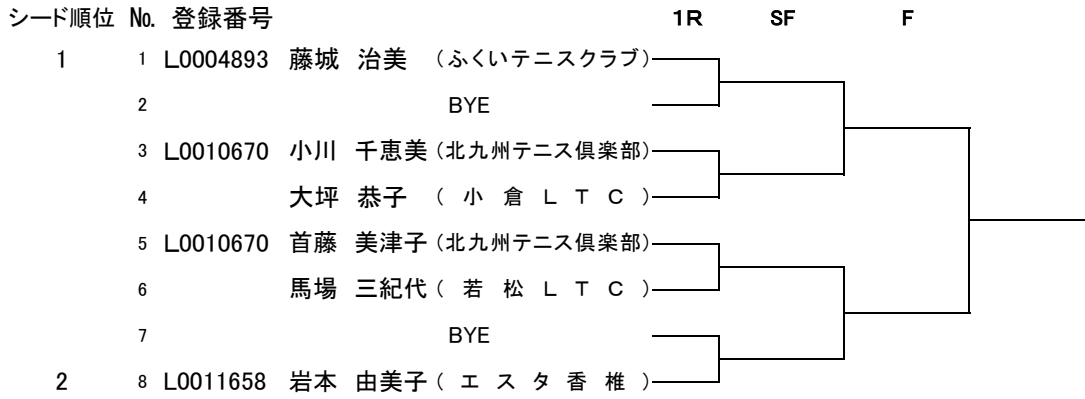 シード順位 No. 登録番号 1R SF F
1 1 L0004893 藤城 治美 (ふくいテニスクラブ)
2 BYE
3 L0010670 小川 千恵美 (北九州テニス倶楽部)
4 大坪 恭子 ( 小 倉 L T C )
5 L0010670 首藤 美津子 (北九州テニス倶楽部)
6 馬場 三紀代 ( 若 松 L T C )
7 BYE
2 8 L0011658 岩本 由美子 ( エ ス タ 香 椎 )